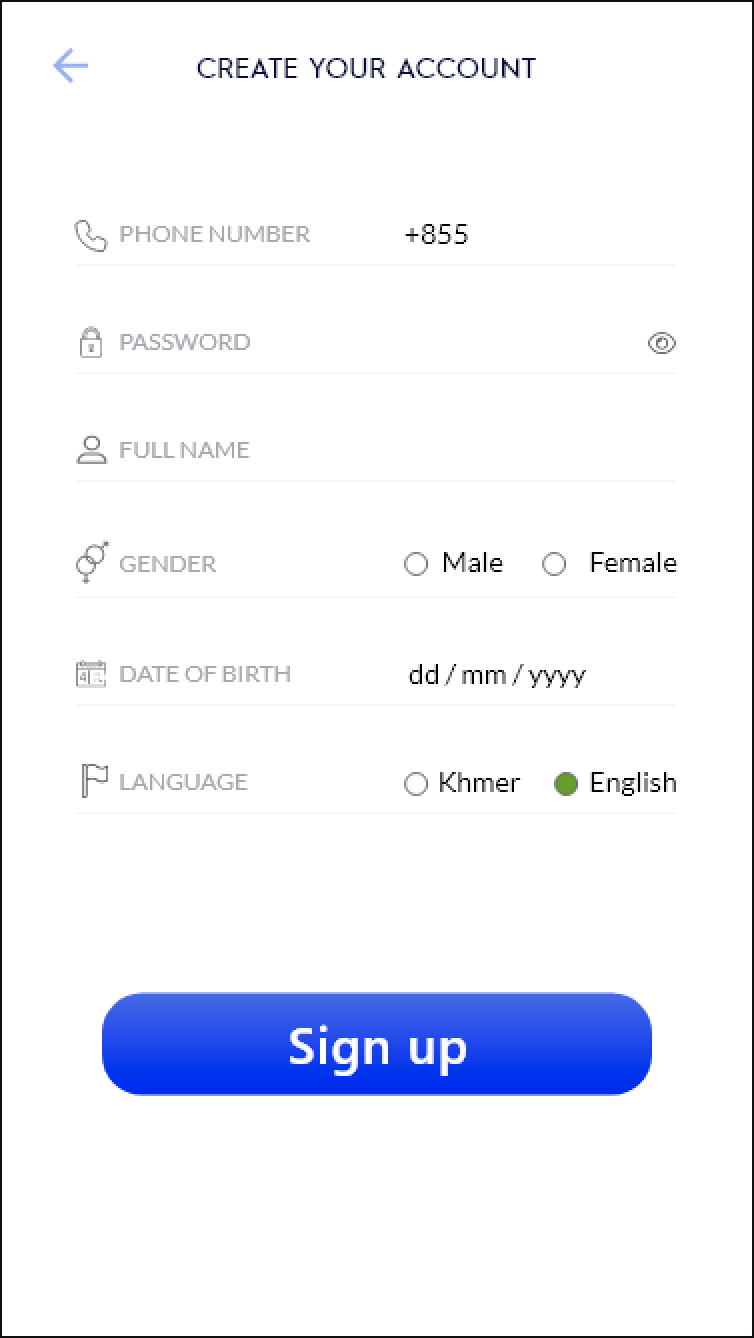 CREATE YOUR ACCOUNT
PHONE NUMBER +855
PASSWORD
FULL NAME
GENDER Male Female
DATE OF BIRTH dd / mm / yyyy
LANGUAGE Khmer English
Sign up